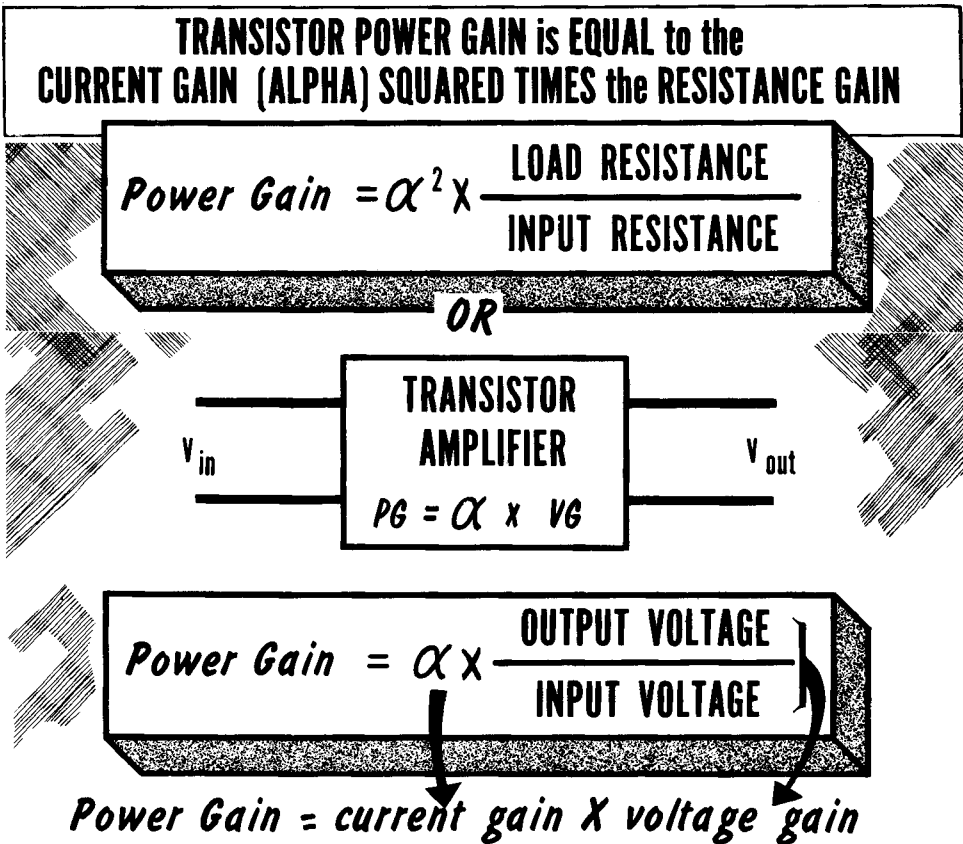 TRANSISTOR POWER GAIN is EQUAL to the
CURRENT GAIN (ALPHA) SQUARED TIMES the RESISTANCE GAIN
Power Gain = α² X LOAD RESISTANCE
INPUT RESISTANCE
OR
TRANSISTOR
AMPLIFIER
PG = α x VG
v in
v out
Power Gain = α X OUTPUT VOLTAGE
INPUT VOLTAGE
Power Gain = current gain X voltage gain